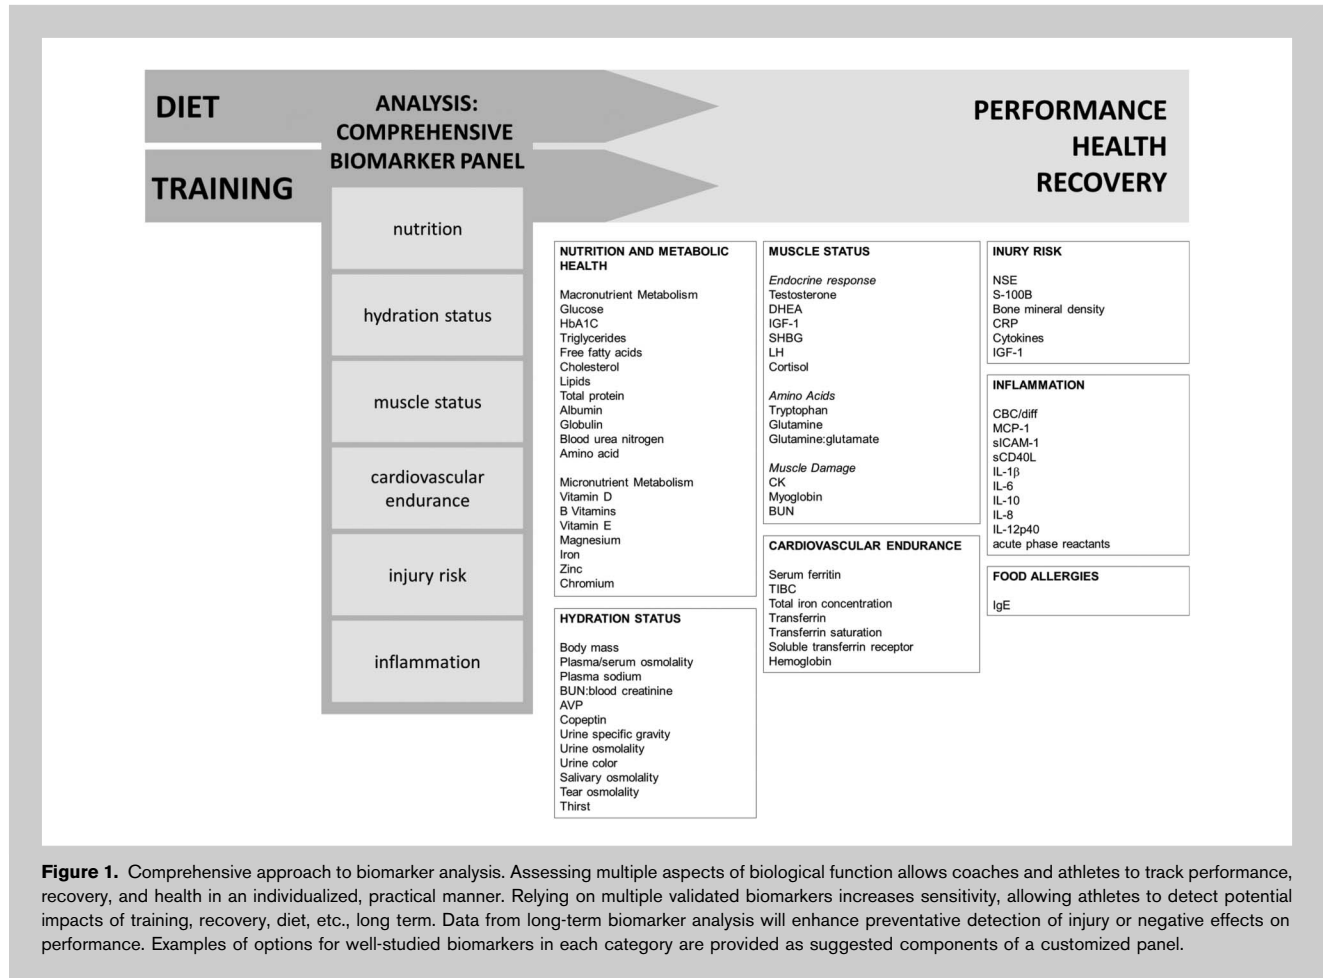 DIET
TRAINING
ANALYSIS:
COMPREHENSIVE
BIOMARKER PANEL
PERFORMANCE
HEALTH
RECOVERY
nutrition
hydration status
muscle status
cardiovascular
endurance
injury risk
inflammation
NUTRITION AND METABOLIC
HEALTH
Macronutrient Metabolism
Glucose
HbA1C
Triglycerides
Free fatty acids
Cholesterol
Lipids
Total protein
Albumin
Globulin
Blood urea nitrogen
Amino acid
Micronutrient Metabolism
Vitamin D
B Vitamins
Vitamin E
Magnesium
Iron
Zinc
Chromium
HYDRATION STATUS
Body mass
Plasma/serum osmolality
Plasma sodium
BUN:blood creatinine
AVP
Copeptin
Urine specific gravity
Urine osmolality
Urine color
Salivary osmolality
Tear osmolality
Thirst
MUSCLE STATUS
Endocrine response
Testosterone
DHEA
IGF-1
SHBG
LH
Cortisol
Amino Acids
Tryptophan
Glutamine
Glutamine:glutamate
Muscle Damage
CK
Myoglobin
BUN
CARDIOVASCULAR ENDURANCE
Serum ferritin
TIBC
Total iron concentration
Transferrin
Transferrin saturation
Soluble transferrin receptor
Hemoglobin
INURY RISK
NSE
S-100B
Bone mineral density
CRP
Cytokines
IGF-1
INFLAMMATION
CBC/diff
MCP-1
sICAM-1
sCD40L
IL-1β
IL-6
IL-10
IL-8
IL-12p40
acute phase reactants
FOOD ALLERGIES
IgE
Figure 1. Comprehensive approach to biomarker analysis. Assessing multiple aspects of biological function allows coaches and athletes to track performance,
recovery, and health in an individualized, practical manner. Relying on multiple validated biomarkers increases sensitivity, allowing athletes to detect potential
impacts of training, recovery, diet, etc., long term. Data from long-term biomarker analysis will enhance preventative detection of injury or negative effects on
performance. Examples of options for well-studied biomarkers in each category are provided as suggested components of a customized panel.